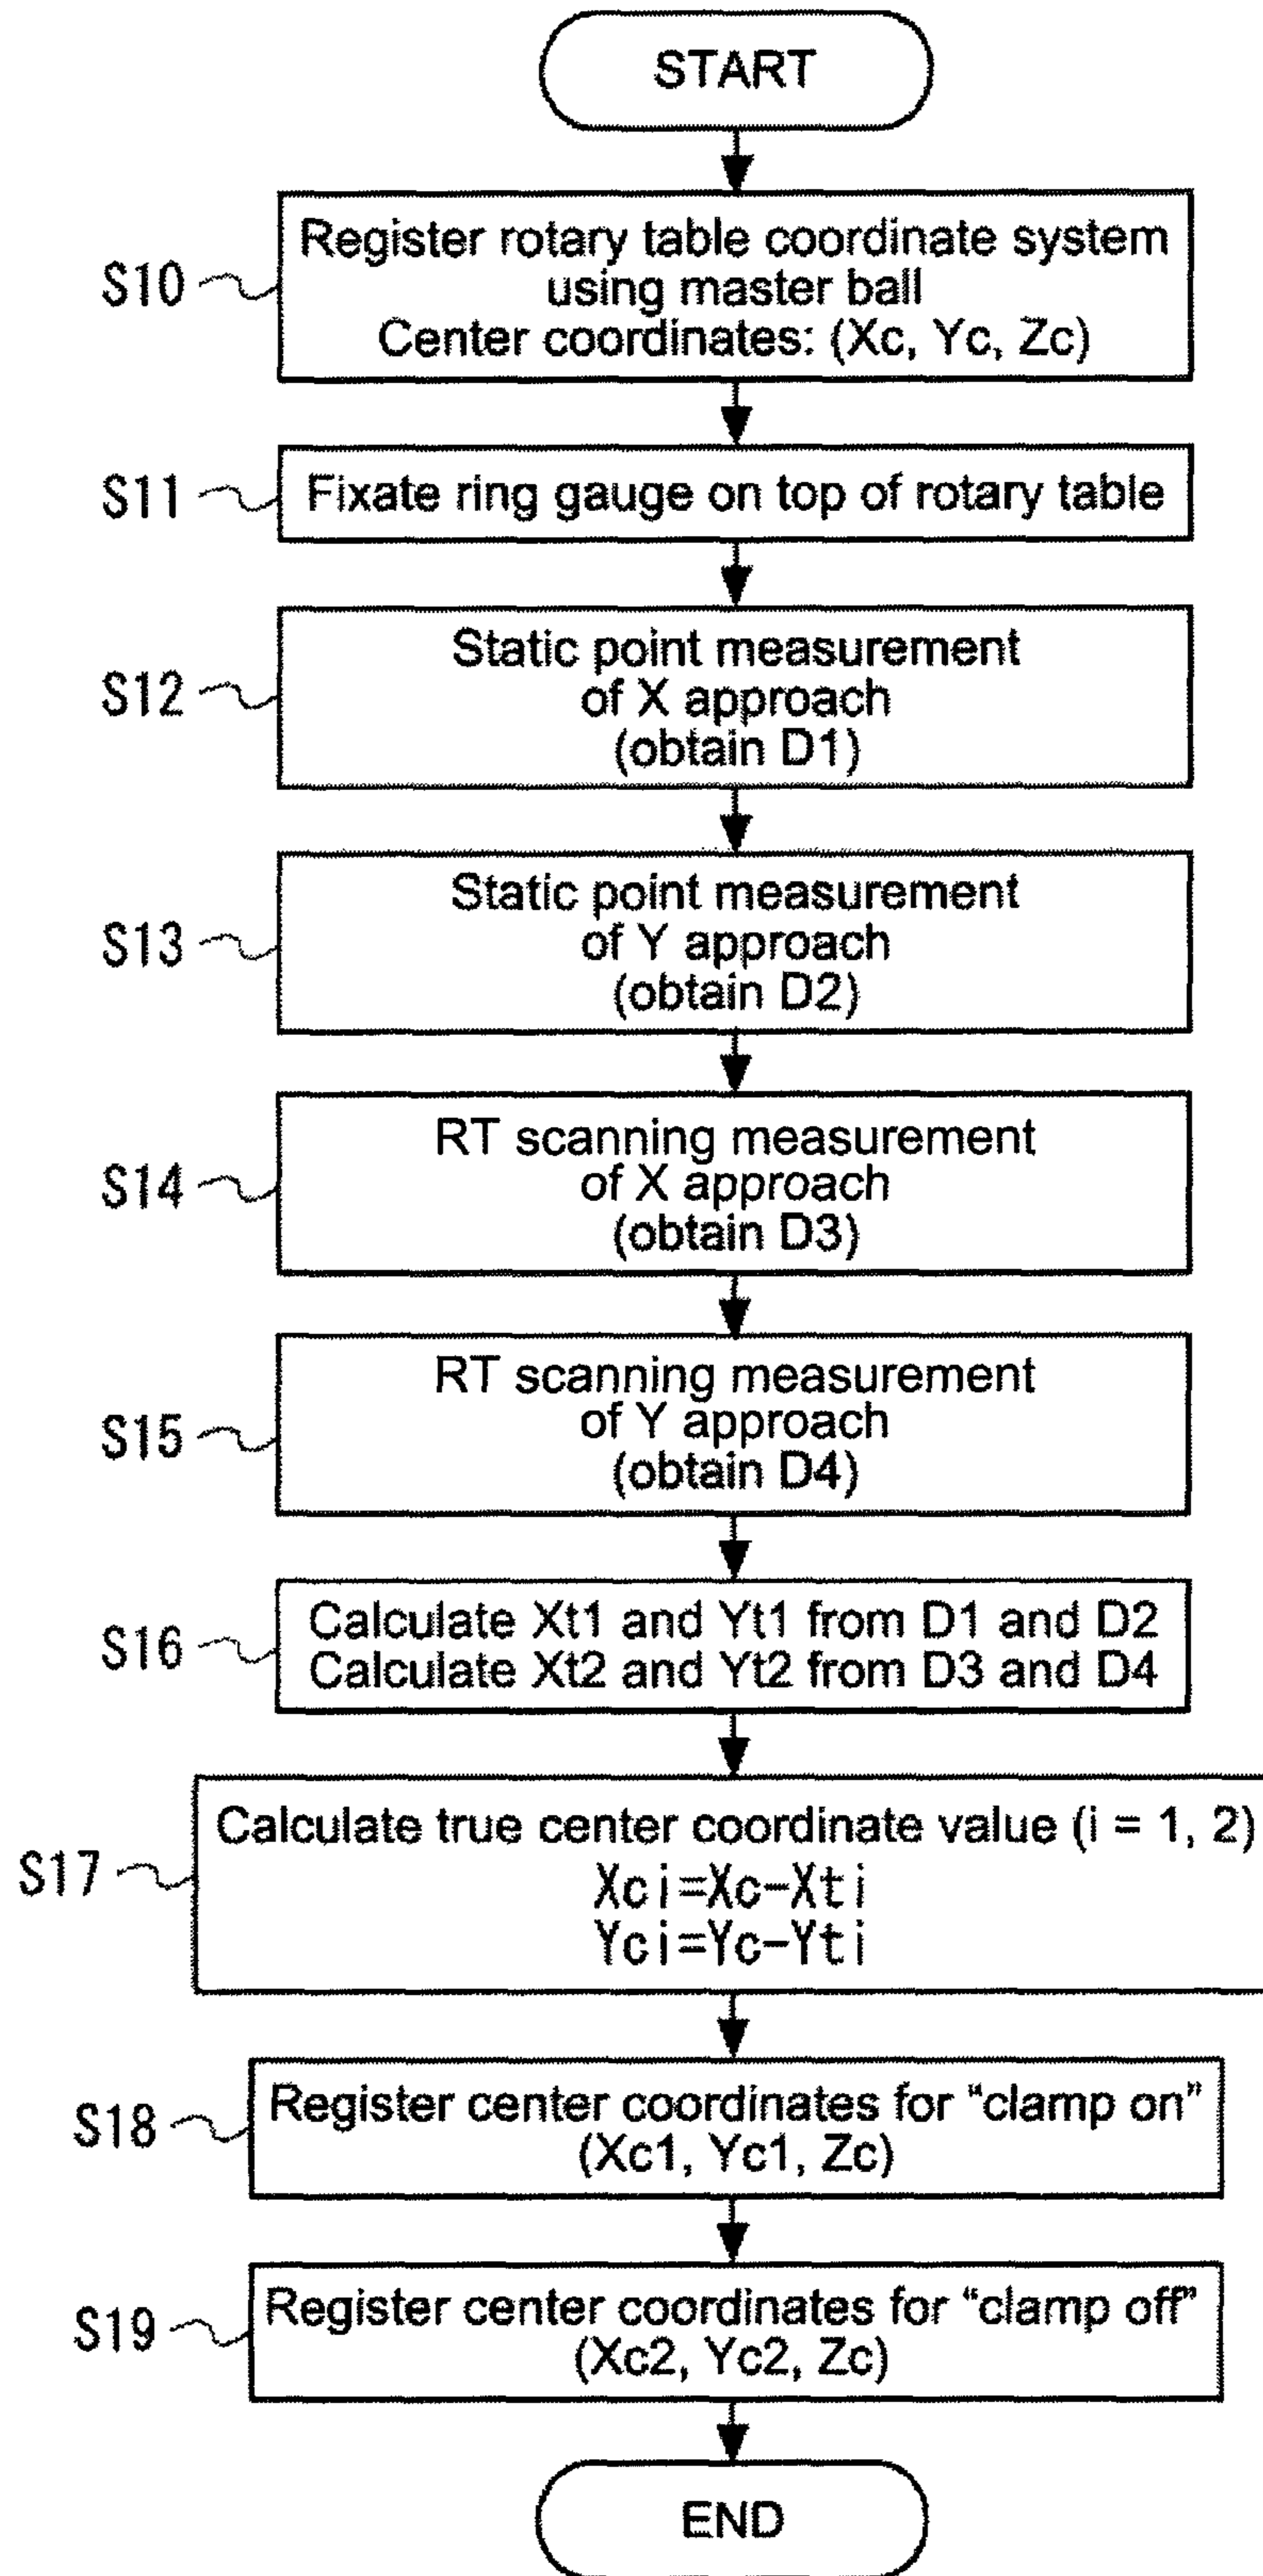 START
S10
Register rotary table coordinate system
using master ball
Center coordinates: (Xc, Yc, Zc)
S11
Fixate ring gauge on top of rotary table
S12
Static point measurement
of X approach
(obtain D1)
S13
Static point measurement
of Y approach
(obtain D2)
S14
RT scanning measurement
of X approach
(obtain D3)
S15
RT scanning measurement
of Y approach
(obtain D4)
S16
Calculate Xt1 and Yt1 from D1 and D2
Calculate Xt2 and Yt2 from D3 and D4
S17
Calculate true center coordinate value (i = 1, 2)
Xci=Xc-Xti
Yci=Yc-Yti
S18
Register center coordinates for “clamp on”
(Xc1, Yc1, Zc)
S19
Register center coordinates for “clamp off”
(Xc2, Yc2, Zc)
END